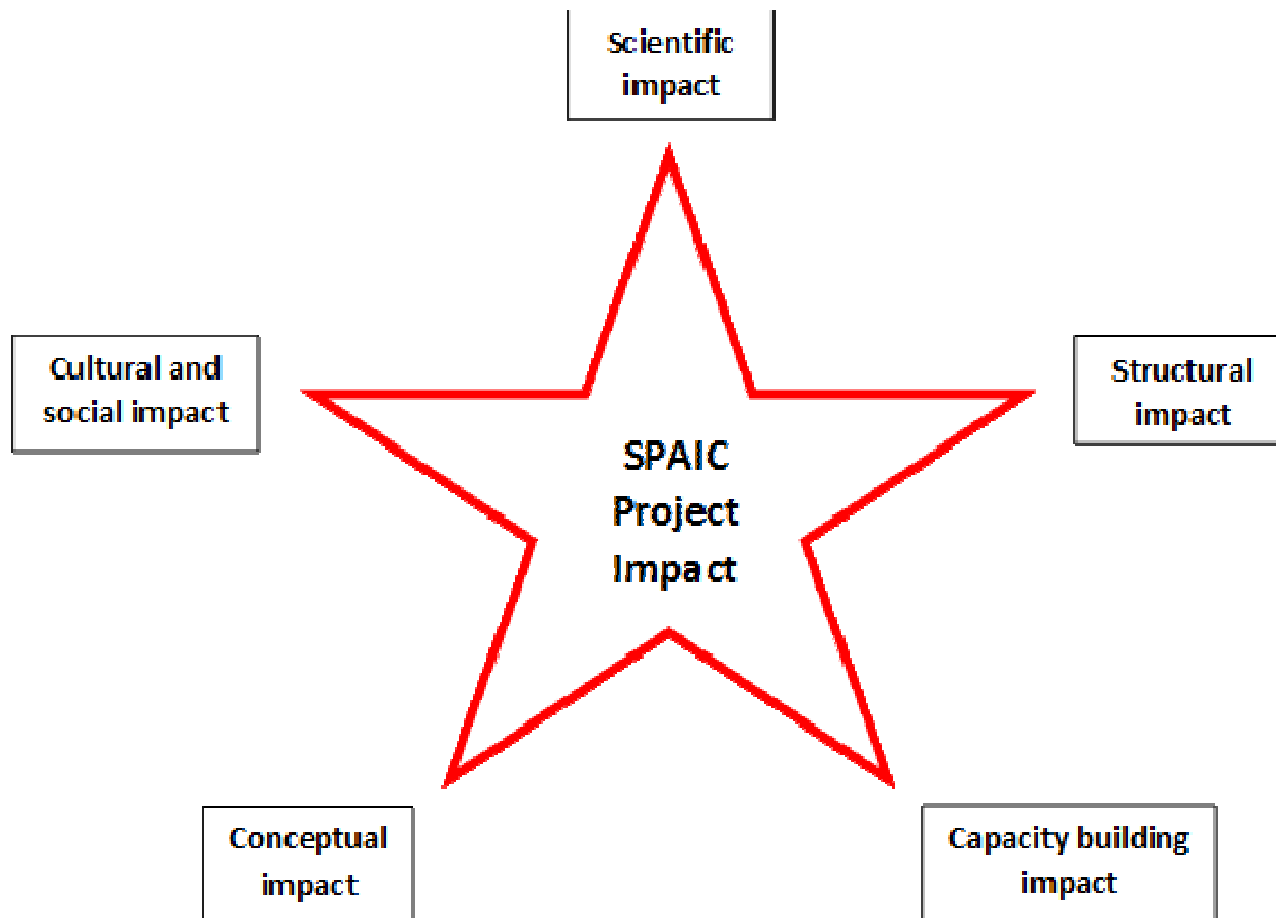 Scientific
impact
Cultural and
social impact
Structural
impact
SPAIC
Project
Impact
Conceptual
impact
Capacity building
impact